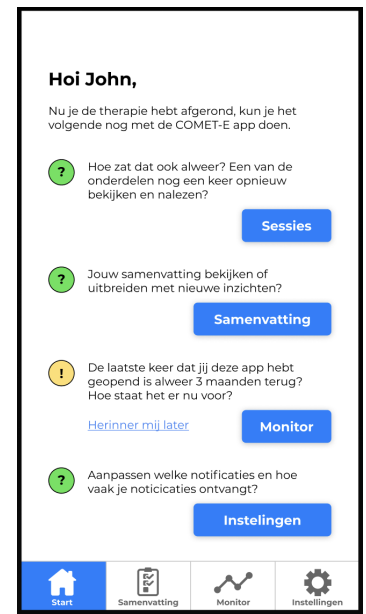 Hoi John,
Nu je de therapie hebt afgerond, kun je het
volgende nog met de COMET-E app doen.
?
Hoe zat dat ook alweer? Een van de
onderdelen nog een keer opnieuw
bekijken en nalezen?
Sessies
?
Jouw samenvatting bekijken of
uitbreiden met nieuwe inzichten?
Samenvatting
!
De laatste keer dat jij deze app hebt
geopend is alweer 3 maanden terug?
Hoe staat het er nu voor?
Herinner mij later
Monitor
?
Aanpassen welke notificaties en hoe
vaak je noticicaties ontvangt?
Instelingen
Start
Samenvatting
Monitor
Instellingen